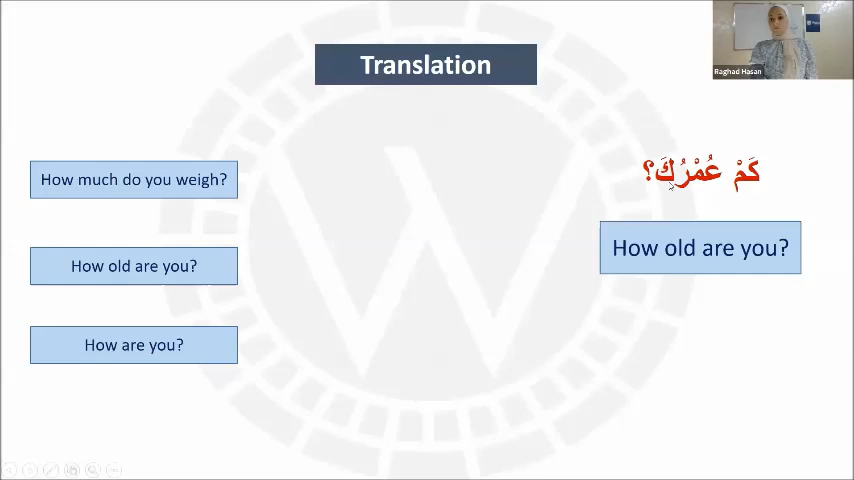 Translation
Raghad Hasan
How much do you weigh?
How old are you?
How are you?
كَمْ عُمْرُكَ؟
How old are you?